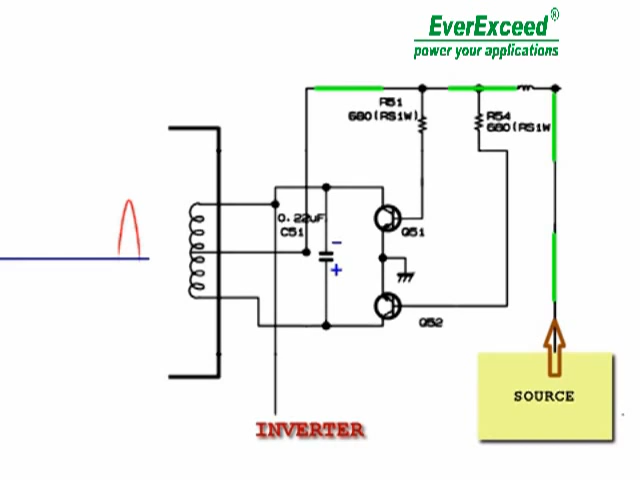 EverExceed®
power your applications
R51
680(RS1W)
R54
680(RS1W
0.22uF
C51
Q51
-
+
Q52
SOURCE
INVERTER